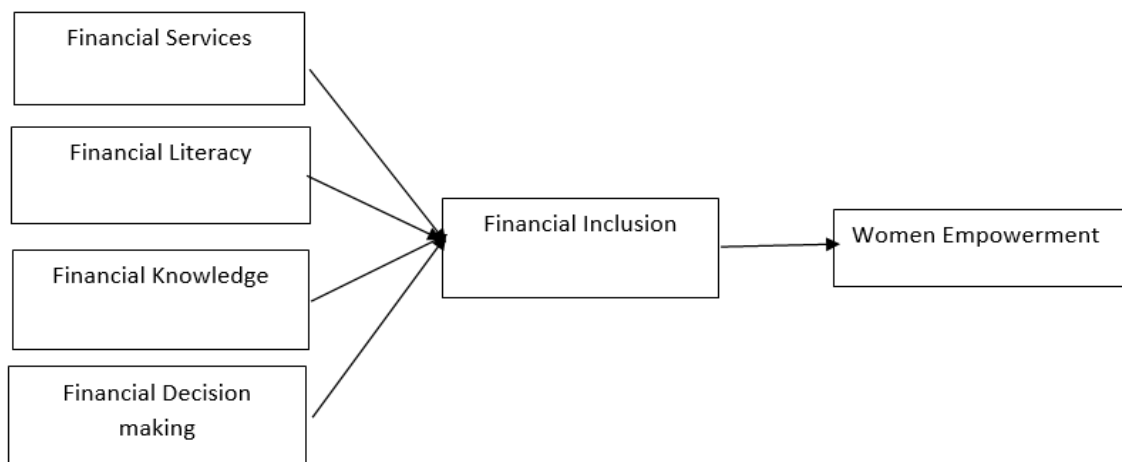 Financial Services
Financial Literacy
Financial Knowledge
Financial Decision
making
Financial Inclusion
Women Empowerment